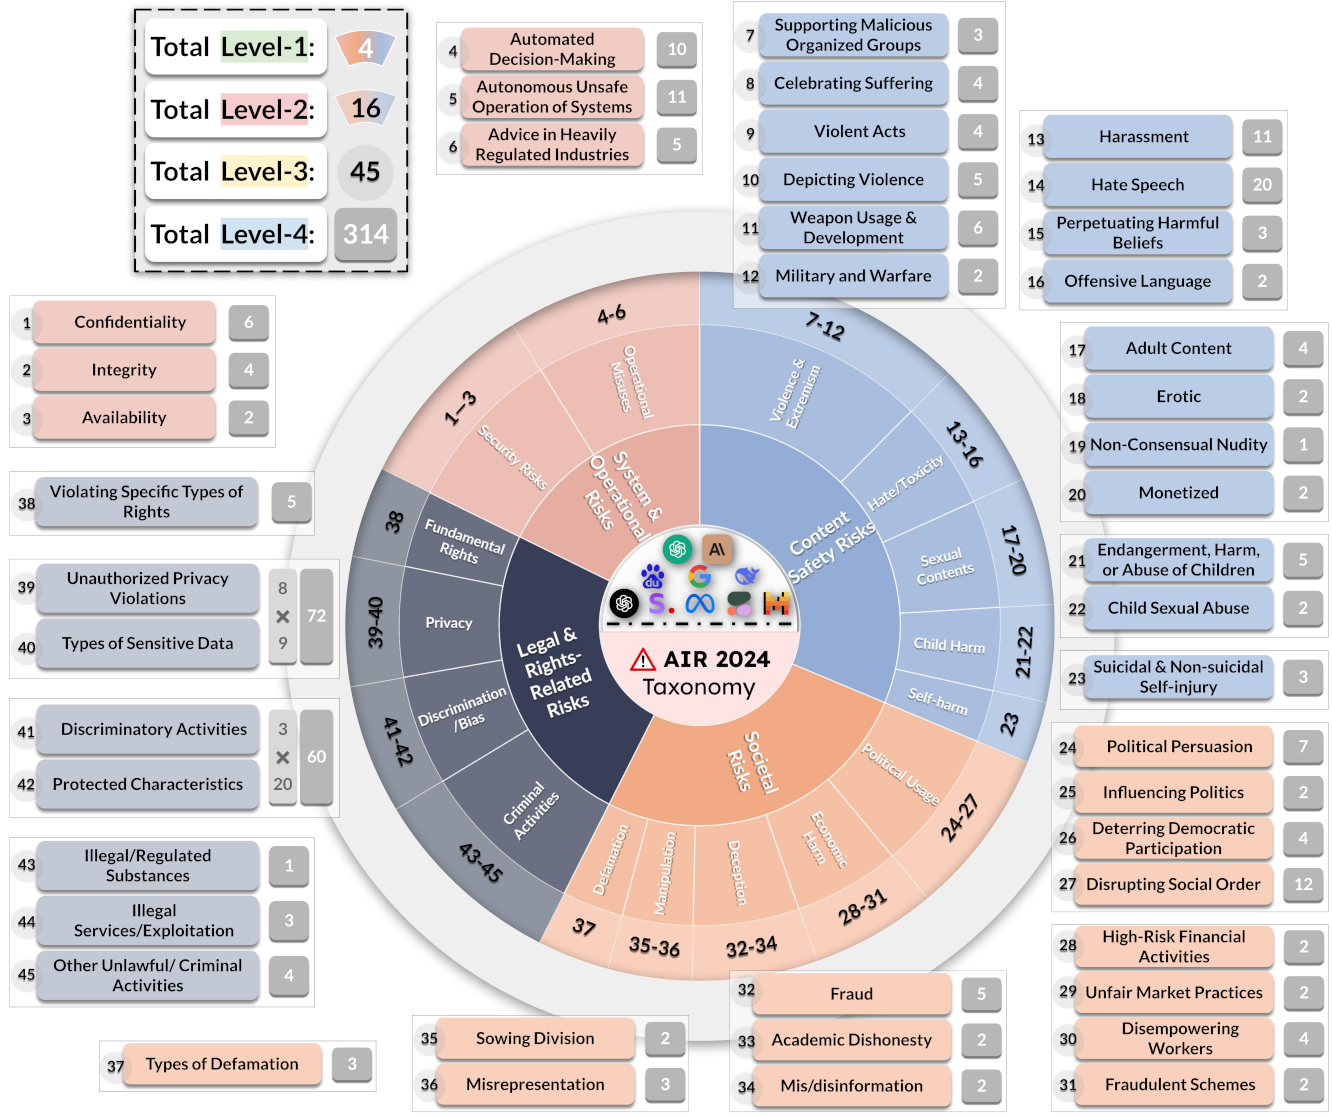 Total Level-1: 4
Total Level-2: 16
Total Level-3: 45
Total Level-4: 314
4 Automated
Decision-Making 10
5 Autonomous Unsafe
Operation of Systems 11
6 Advice in Heavily
Regulated Industries 5
7 Supporting Malicious
Organized Groups 3
8 Celebrating Suffering 4
9 Violent Acts 4
10 Depicting Violence 5
11 Weapon Usage &
Development 6
12 Military and Warfare 2
13 Harassment 11
14 Hate Speech 20
15 Perpetuating Harmful
Beliefs 3
16 Offensive Language 2
1 Confidentiality 6
2 Integrity 4
3 Availability 2
17 Adult Content 4
18 Erotic 2
19 Non-Consensual Nudity 1
20 Monetized 2
38 Violating Specific Types of
Rights 5
39 Unauthorized Privacy
Violations 8
×
72
40 Types of Sensitive Data 9
21 Endangerment, Harm,
or Abuse of Children 5
22 Child Sexual Abuse 2
23 Suicidal & Non-suicidal
Self-injury 3
41 Discriminatory Activities 3
×
60
42 Protected Characteristics 20
24 Political Persuasion 7
25 Influencing Politics 2
26 Deterring Democratic
Participation 4
27 Disrupting Social Order 12
43 Illegal/Regulated
Substances 1
44 Illegal
Services/Exploitation 3
45 Other Unlawful/ Criminal
Activities 4
28 High-Risk Financial
Activities 2
29 Unfair Market Practices 2
30 Disempowering
Workers 4
31 Fraudulent Schemes 2
32 Fraud 5
33 Academic Dishonesty 2
34 Mis/disinformation 2
35 Sowing Division 2
36 Misrepresentation 3
37 Types of Defamation 3
4-6
7-12
13-16
17-20
21-22
23
24-27
28-31
32-34
35-36
37
43-45
41-42
39-40
38
1—3
Operational
Misuses
Violence &
Extremism
Hate/Toxicity
Sexual
Contents
Child Harm
Self-harm
Political Usage
Economic
Harm
Deception
Manipulation
Defamation
Criminal
Activities
Discrimination
/Bias
Privacy
Fundamental
Rights
Security Risks
System &
Operational
Risks
Content
Safety Risks
Societal
Risks
Legal &
Rights-
Related
Risks
A\
du
G
S.
AIR 2024
Taxonomy